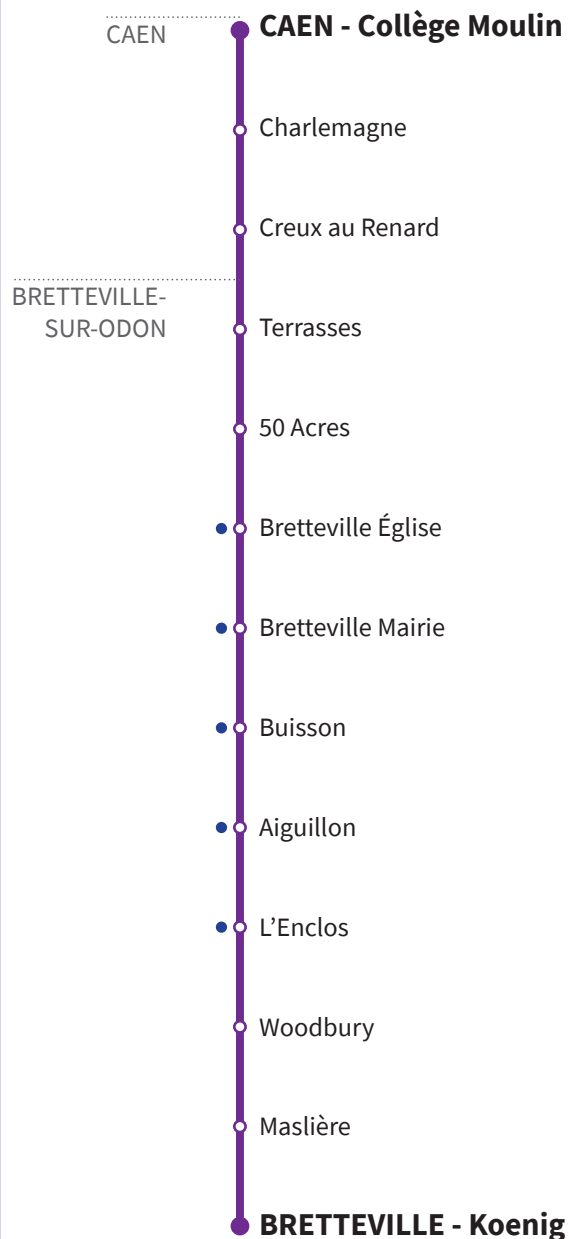 CAEN
CAEN - Collège Moulin
Charlemagne
Creux au Renard
BRETTEVILLE-
SUR-ODON
Terrasses
50 Acres
Bretteville Église
Bretteville Mairie
Buisson
Aiguillon
L’Enclos
Woodbury
Maslière
BRETTEVILLE - Koenig